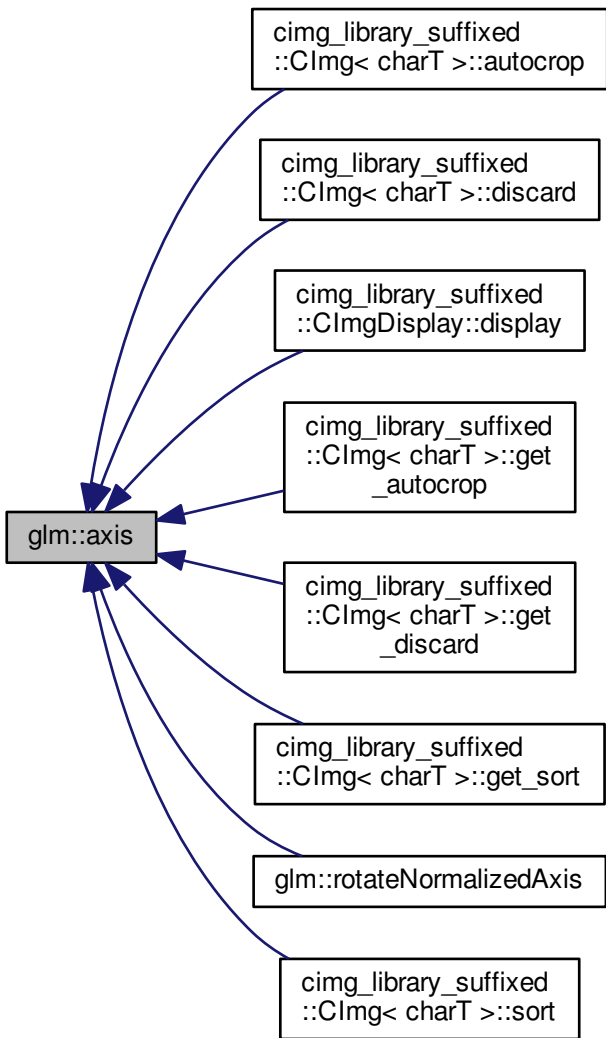 cimg_library_suffixed
::CImg< charT >::autocrop
cimg_library_suffixed
::CImg< charT >::discard
cimg_library_suffixed
::CImgDisplay::display
cimg_library_suffixed
::CImg< charT >::get
_autocrop
glm::axis
cimg_library_suffixed
::CImg< charT >::get
_discard
cimg_library_suffixed
::CImg< charT >::get_sort
glm::rotateNormalizedAxis
cimg_library_suffixed
::CImg< charT >::sort